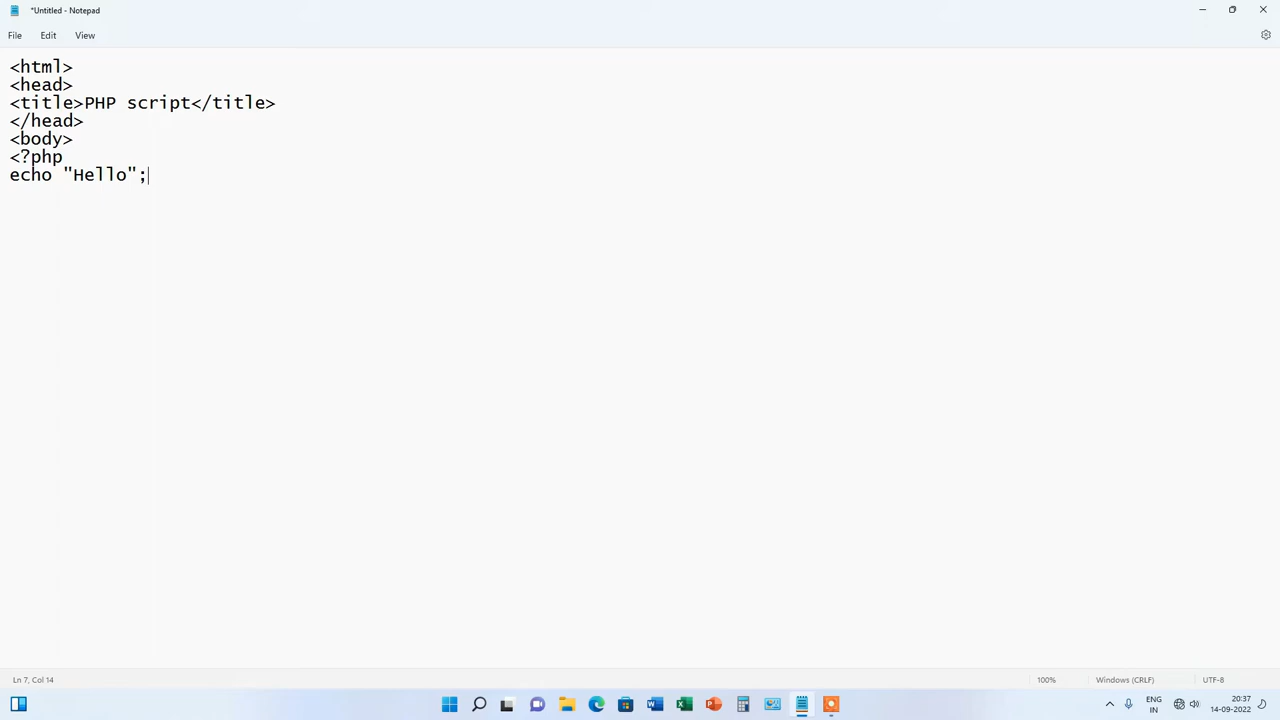 *Untitled - Notepad
File Edit View
<html>
<head>
<title>PHP script</title>
</head>
<body>
<?php
echo "Hello";
Ln 7, Col 14 100% Windows (CRLF) UTF-8
ENG
IN
20:37
14-09-2022